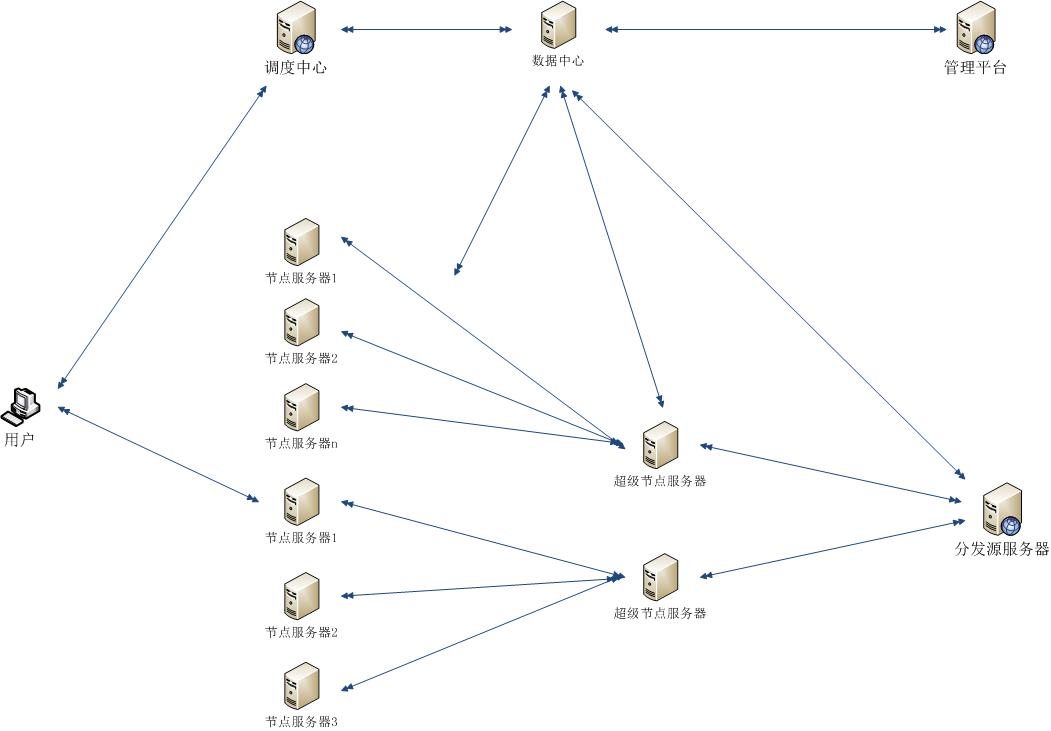 调度中心
数据中心
管理平台
节点服务器1
节点服务器2
节点服务器n
用户
超级节点服务器
节点服务器1
分发源服务器
超级节点服务器
节点服务器2
节点服务器3